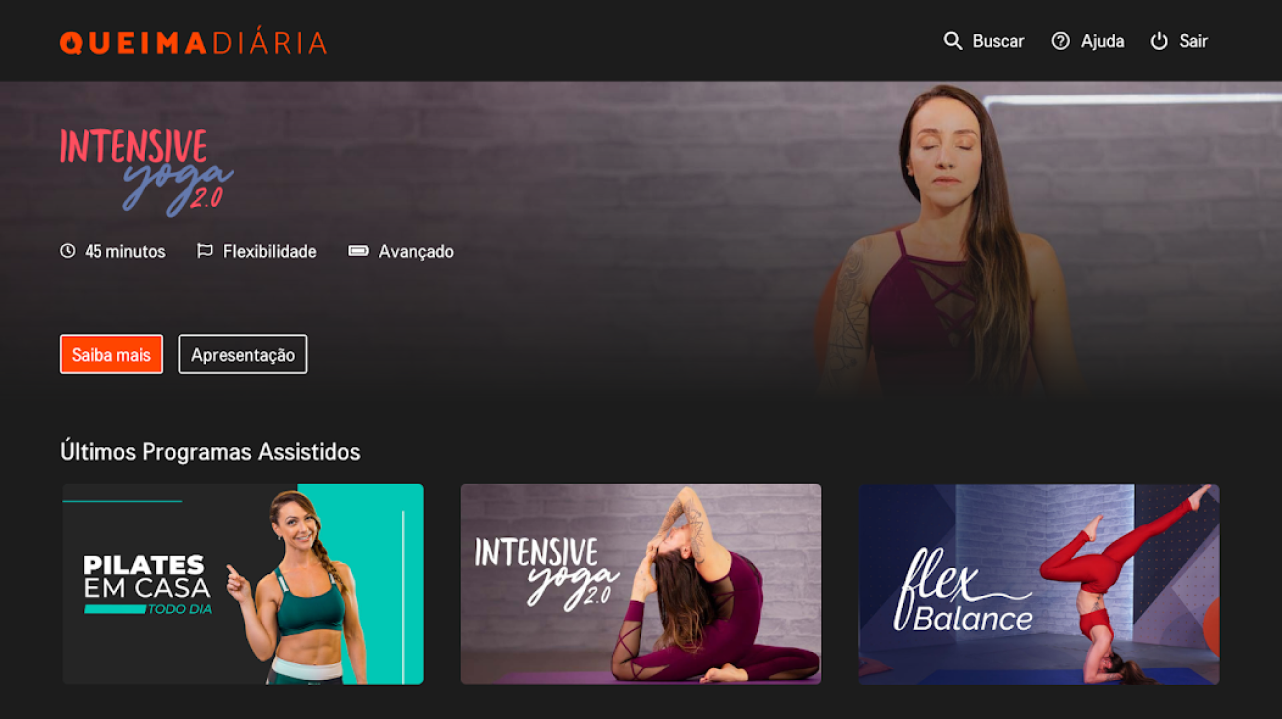 QUEIMADIÁRIA
Buscar
Ajuda
Sair
INTENSIVE
yoga
2.0
45 minutos
Flexibilidade
Avançado
Saiba mais
Apresentação
Últimos Programas Assistidos
PILATES
EM CASA
TODO DIA
INTENSIVE
yoga
2.0
flex
Balance